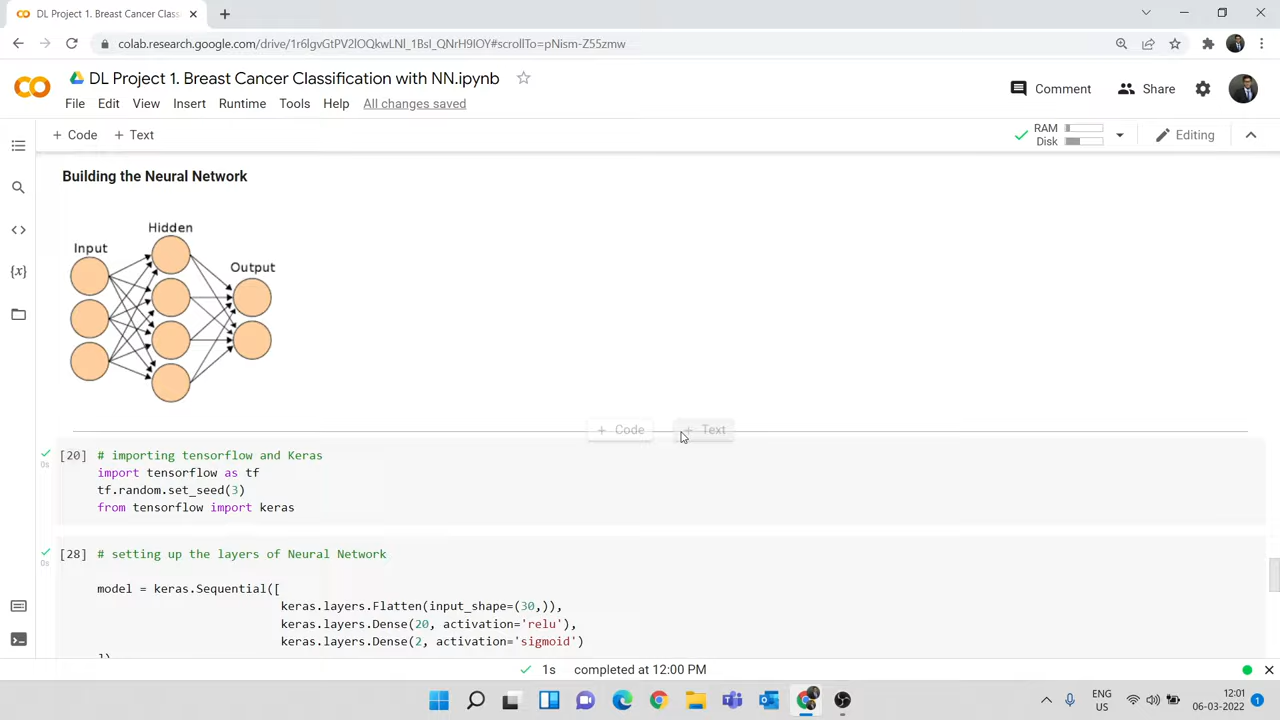 DL Project 1. Breast Cancer Class
colab.research.google.com/drive/1r6lgvGtPV2lOQkwLNl_1BsI_QNrH9lOY#scrollTo=pNism-Z55zmw
DL Project 1. Breast Cancer Classification with NN.ipynb
Comment
Share
File Edit View Insert Runtime Tools Help All changes saved
+ Code + Text
RAM
Disk
Editing
Building the Neural Network
Hidden
Input
Output
+ Code + Text
[20] # importing tensorflow and Keras
import tensorflow as tf
tf.random.set_seed(3)
from tensorflow import keras
0s
[28] # setting up the layers of Neural Network
0s
model = keras.Sequential([
keras.layers.Flatten(input_shape=(30,)),
keras.layers.Dense(20, activation='relu'),
keras.layers.Dense(2, activation='sigmoid')
])
1s completed at 12:00 PM
ENG
US
12:01
06-03-2022
1